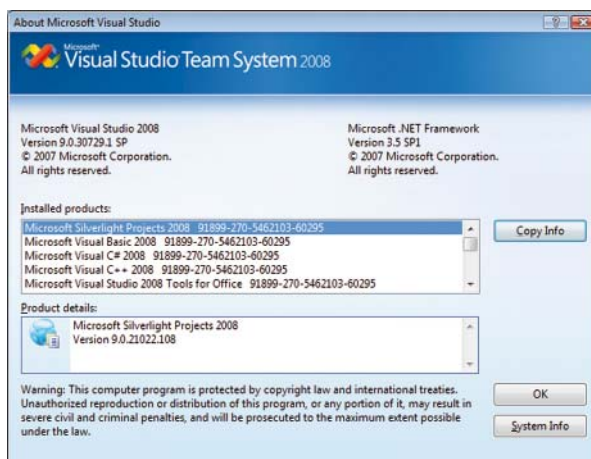 About Microsoft Visual Studio
Microsoft®
Visual Studio Team System 2008
Microsoft Visual Studio 2008
Version 9.0.30729.1 SP
© 2007 Microsoft Corporation.
All rights reserved.
Microsoft .NET Framework
Version 3.5 SP1
© 2007 Microsoft Corporation.
All rights reserved.
Installed products:
Microsoft Silverlight Projects 2008 91899-270-5462103-60295
Microsoft Visual Basic 2008 91899-270-5462103-60295
Microsoft Visual C# 2008 91899-270-5462103-60295
Microsoft Visual C++ 2008 91899-270-5462103-60295
Microsoft Visual Studio 2008 Tools for Office 91899-270-5462103-60295
Copy Info
Product details:
Microsoft Silverlight Projects 2008
Version 9.0.21022.108
Warning: This computer program is protected by copyright law and international treaties.
Unauthorized reproduction or distribution of this program, or any portion of it, may result in
severe civil and criminal penalties, and will be prosecuted to the maximum extent possible
under the law.
OK
System Info